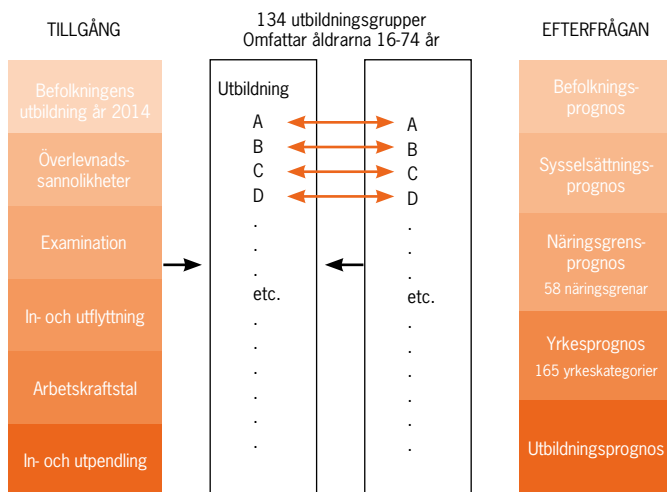 TILLGÅNG
Befolkningens
utbildning år 2014
Överlevnads-
sannolikheter
Examination
In- och utflyttning
Arbetskraftstal
In- och utpendling
134 utbildningsgrupper
Omfattar åldrarna 16-74 år
Utbildning
A
B
C
D
.
.
.
etc.
.
.
.
.
.
.
A
B
C
D
.
.
.
etc.
.
.
.
.
.
.
EFTERFRÅGAN
Befolknings-
prognos
Sysselsättnings-
prognos
Näringsgrens-
prognos
58 näringsgrenar
Yrkesprognos
165 yrkeskategorier
Utbildningsprognos